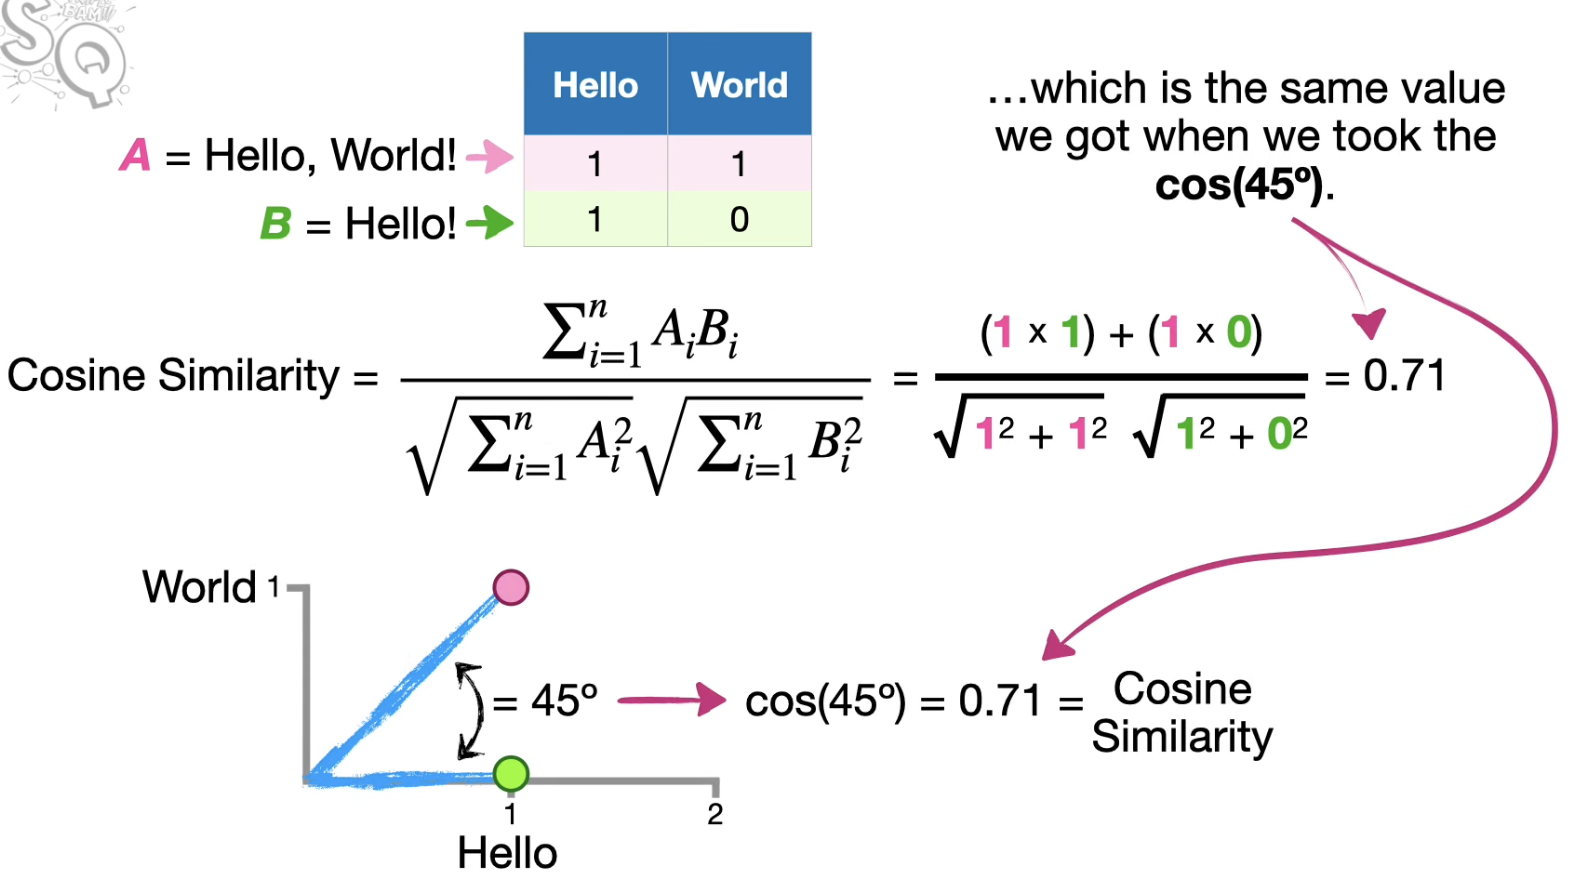 SQ
BAM!!
Hello World
A = Hello, World! 1 1
B = Hello! 1 0
...which is the same value
we got when we took the
cos(45º).
Cosine Similarity = \frac{\sum_{i=1}^{n} A_i B_i}{\sqrt{\sum_{i=1}^{n} A_i^2} \sqrt{\sum_{i=1}^{n} B_i^2}} = \frac{(1 x 1) + (1 x 0)}{\sqrt{1^2 + 1^2} \sqrt{1^2 + 0^2}} = 0.71
World 1
= 45º
cos(45º) = 0.71 = Cosine
Similarity
1 2
Hello